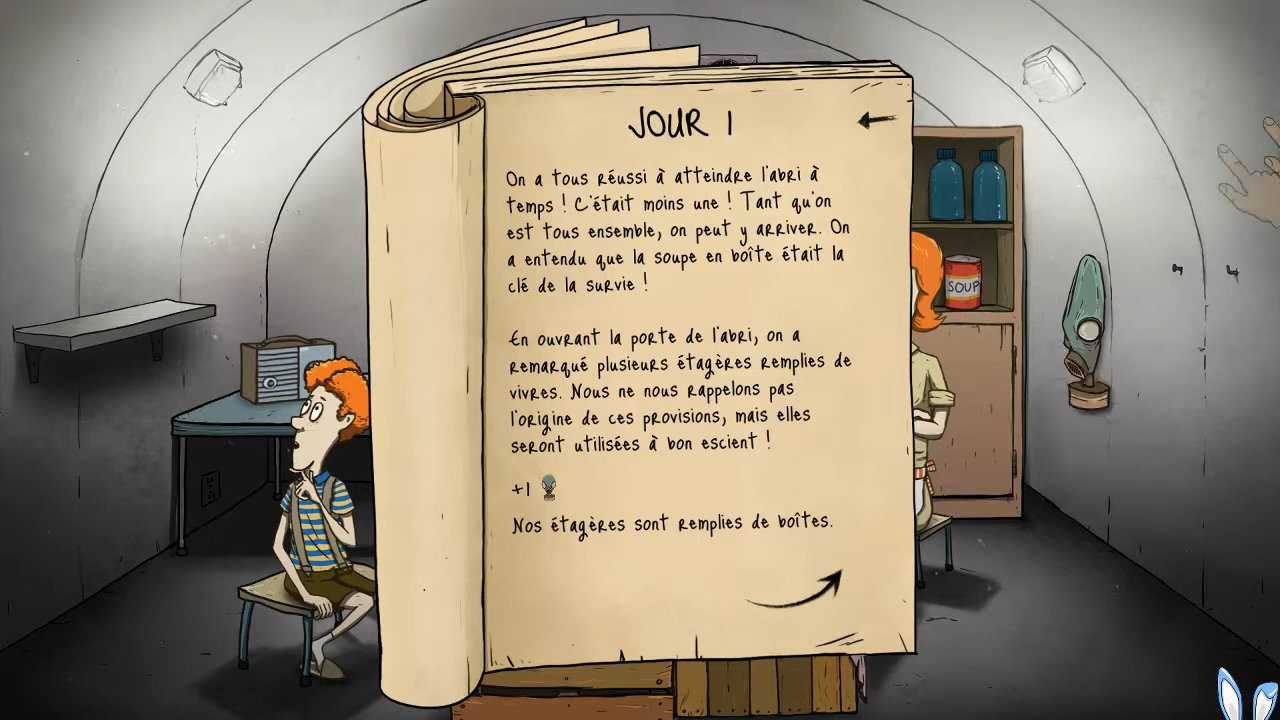 JOUR 1
On a tous réussi à atteindre l'abri à
temps ! C'était moins une ! Tant qu'on
est tous ensemble, on peut y arriver. On
a entendu que la soupe en boîte était la
clé de la survie !
En ouvrant la porte de l'abri, on a
remarqué plusieurs étagères remplies de
vivres. Nous ne nous rappelons pas
l'origine de ces provisions, mais elles
seront utilisées à bon escient !
+1
Nos étagères sont remplies de boîtes.
SOUP